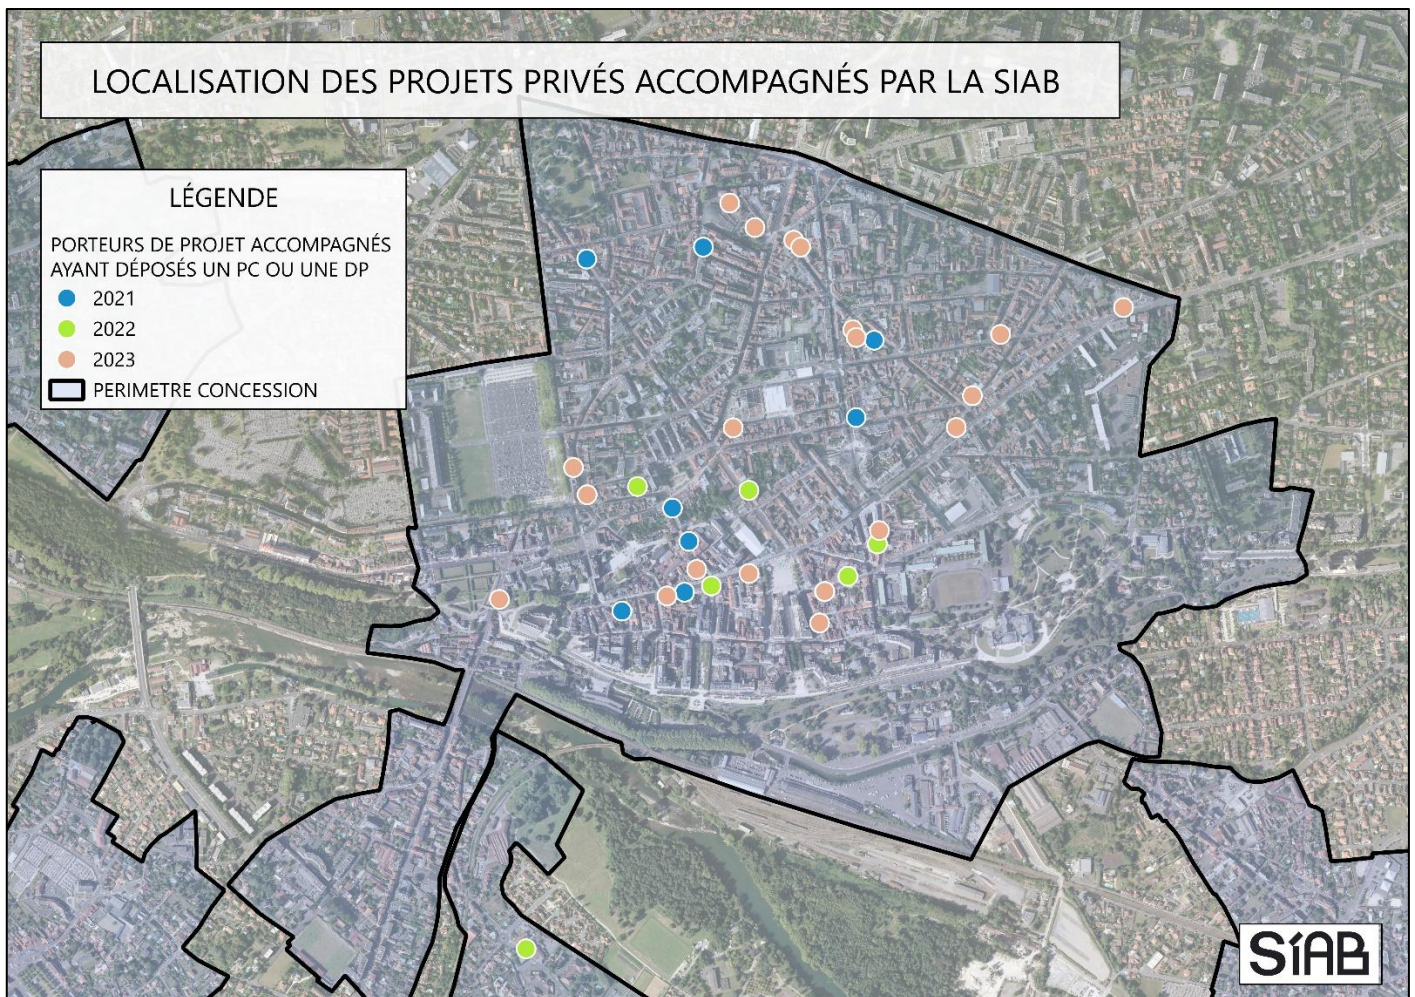 LOCALISATION DES PROJETS PRIVÉS ACCOMPAGNÉS PAR LA SIAB
LÉGENDE
PORTEURS DE PROJET ACCOMPAGNÉS
AYANT DÉPOSÉS UN PC OU UNE DP
2021
2022
2023
PERIMETRE CONCESSION
SíAB